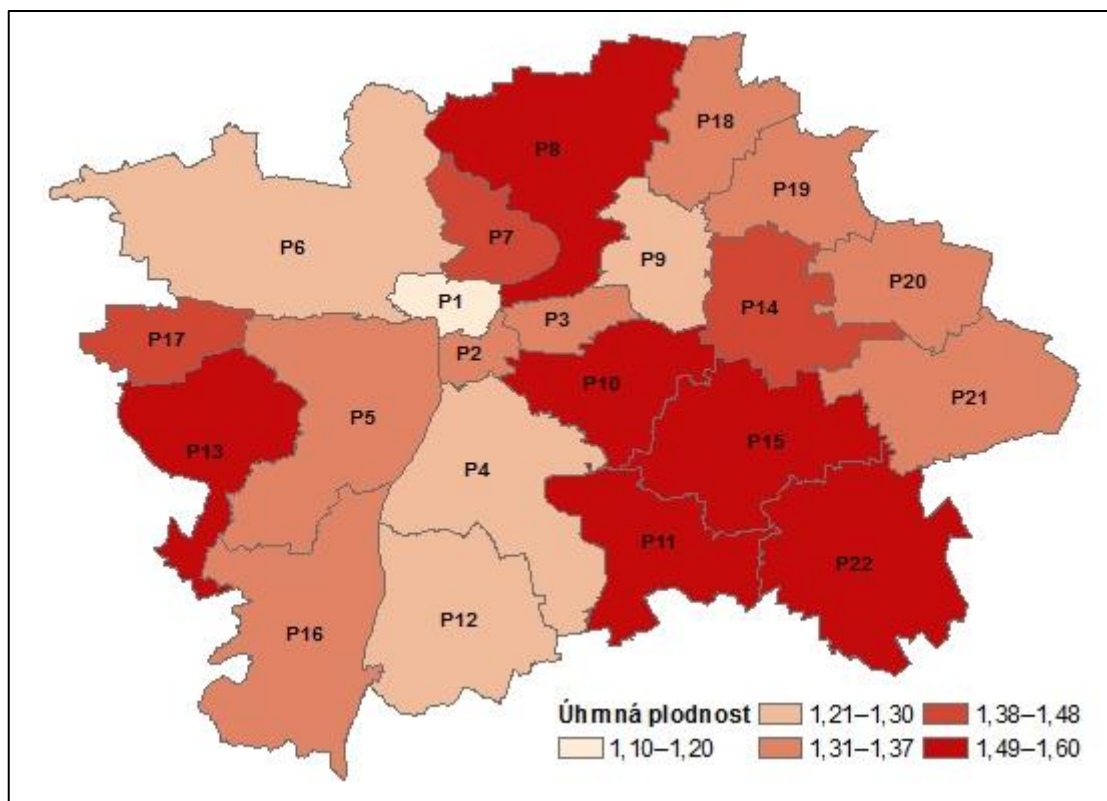 P18
P8
P19
P7
P6
P9
P20
P1
P14
P3
P17
P2
P10
P21
P5
P15
P13
P4
P11
P22
P12
P16
Úhrnná plodnost
1,10–1,20
1,21–1,30
1,31–1,37
1,38–1,48
1,49–1,60